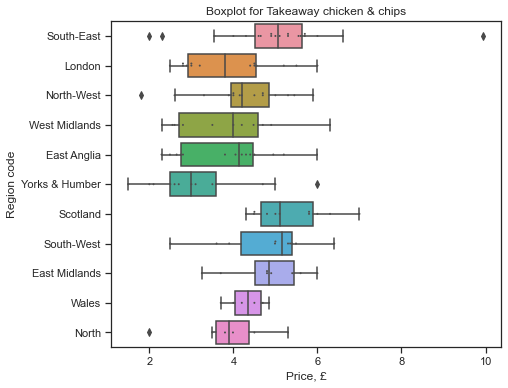 Boxplot for Takeaway chicken & chips
Region code
South-East
London
North-West
West Midlands
East Anglia
Yorks & Humber
Scotland
South-West
East Midlands
Wales
North
2 4 6 8 10
Price, £